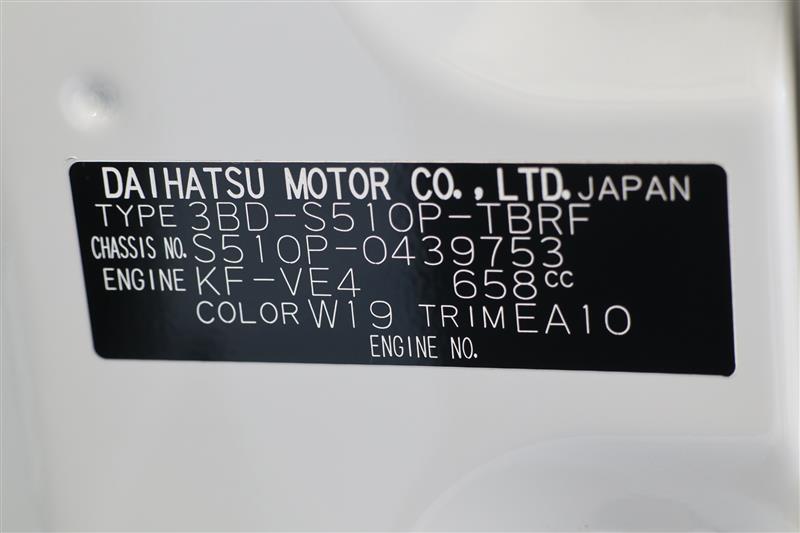 DAIHATSU MOTOR CO.,LTD. JAPAN
TYPE 3BD-S510P-TBRF
CHASSIS NO. S510P-0439753
ENGINE KF-VE4 658cc
COLOR W19 TRIM EA10
ENGINE NO.